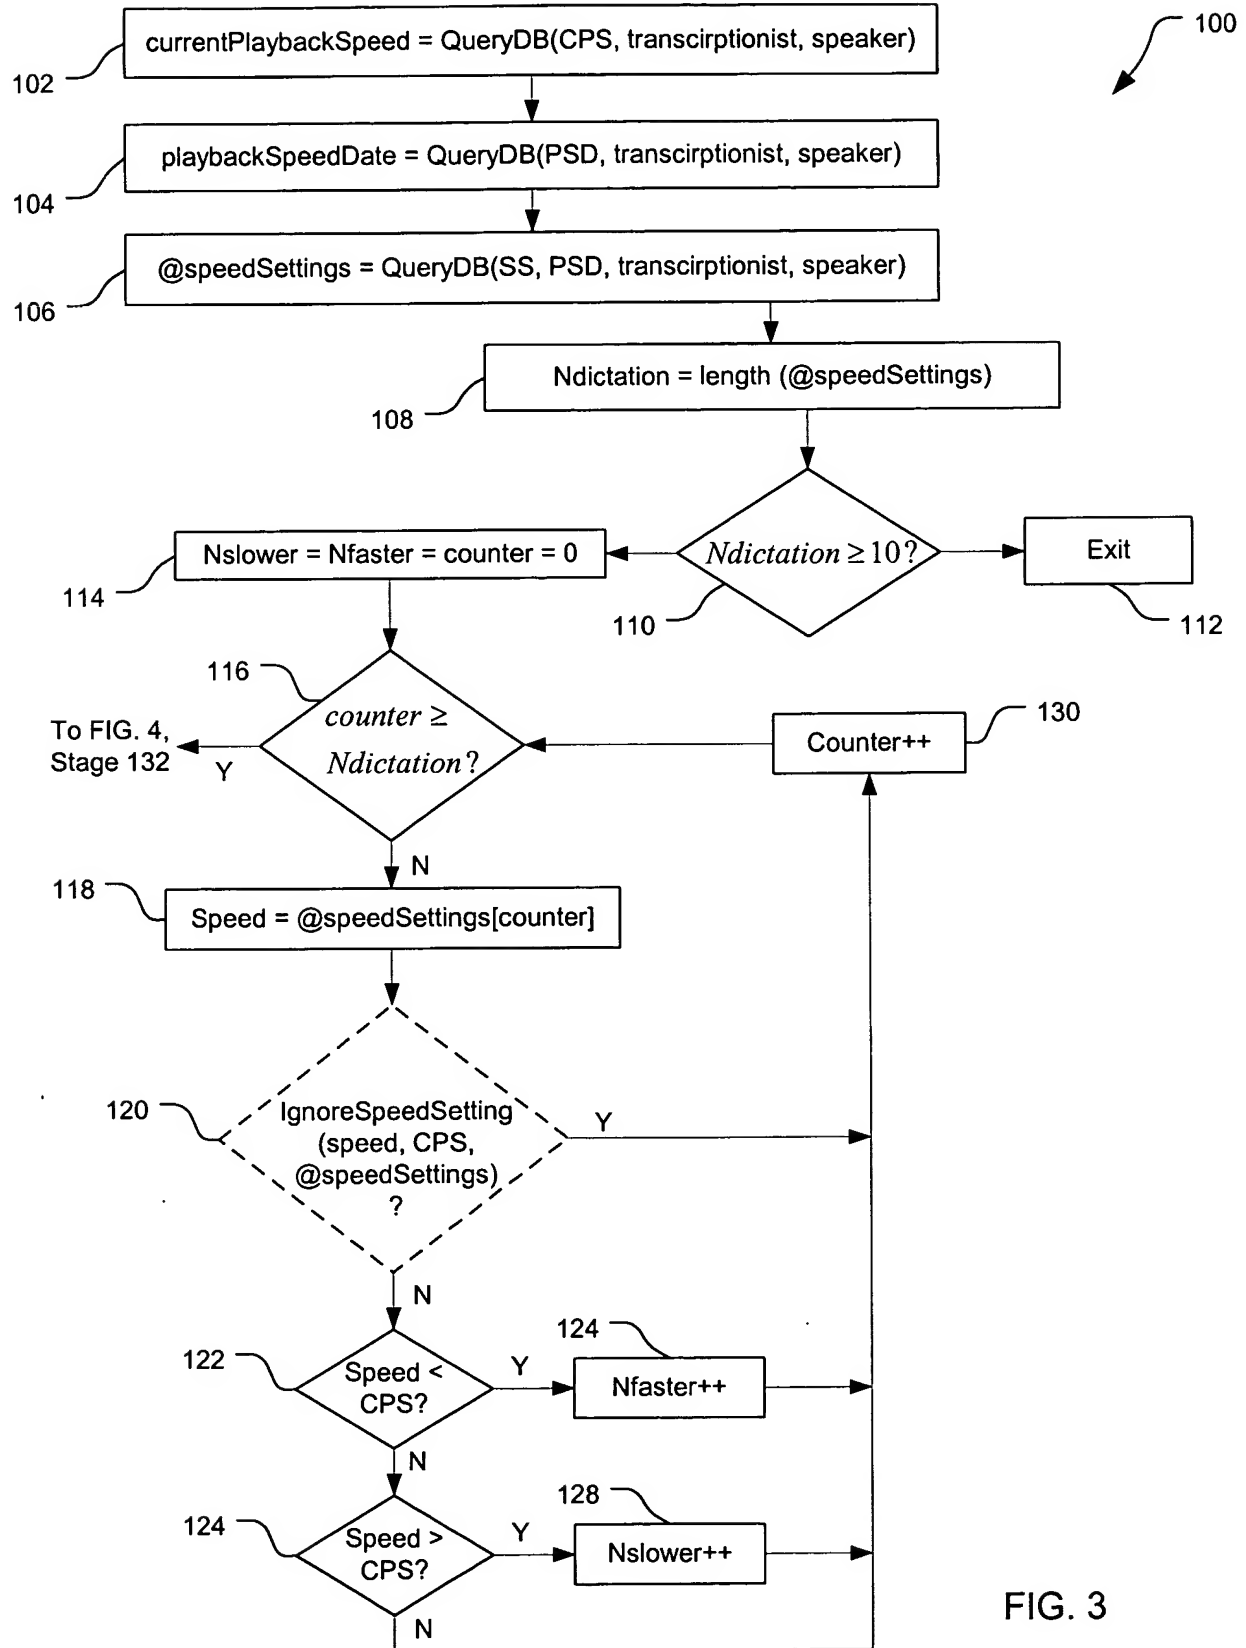 100
currentPlaybackSpeed = QueryDB(CPS, transcirptionist, speaker)
102
playbackSpeedDate = QueryDB(PSD, transcirptionist, speaker)
104
@speedSettings = QueryDB(SS, PSD, transcirptionist, speaker)
106
Ndictation = length (@speedSettings)
108
Ndictation ≥ 10?
110
Exit
112
Nslower = Nfaster = counter = 0
114
116
counter ≥
Ndictation?
To FIG. 4,
Stage 132
Y
Counter++
130
N
118
Speed = @speedSettings[counter]
120
IgnoreSpeedSetting
(speed, CPS,
@speedSettings)
?
Y
N
122
Speed <
CPS?
Y
124
Nfaster++
N
124
Speed >
CPS?
Y
128
Nslower++
N
FIG. 3